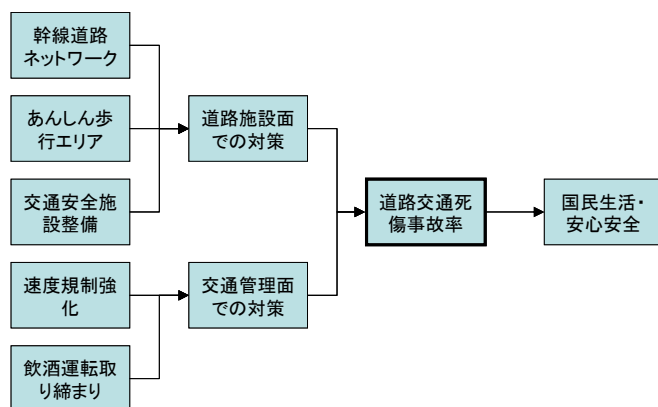 幹線道路
ネットワーク
あんしん歩
行エリア
交通安全施
設整備
速度規制強
化
飲酒運転取
り締まり
道路施設面
での対策
交通管理面
での対策
道路交通死
傷事故率
国民生活・
安心安全